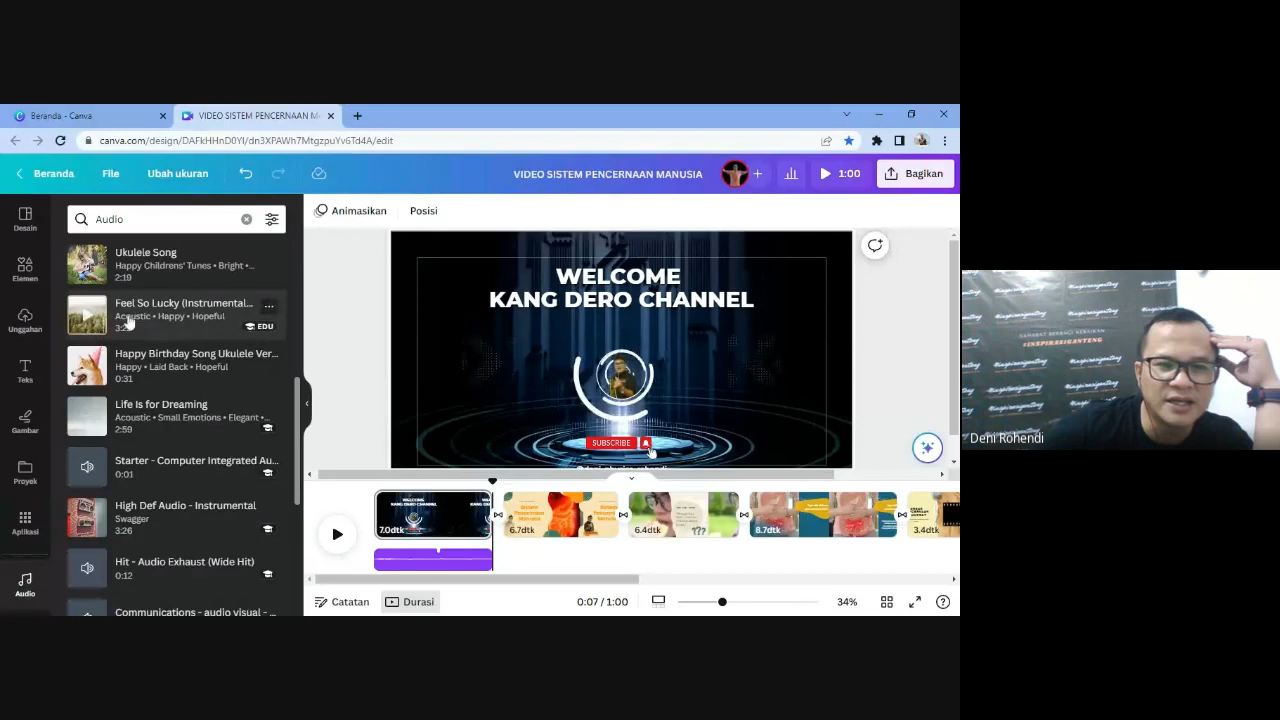 Beranda - Canva
VIDEO SISTEM PENCERNAAN M
canva.com/design/DAFkHHnD0YI/dn3XPAWh7MtgzpuYv6Td4A/edit
Beranda
File
Ubah ukuran
VIDEO SISTEM PENCERNAAN MANUSIA
1:00
Bagikan
Desain
Elemen
Unggahan
Teks
Gambar
Proyek
Aplikasi
Audio
Audio
Ukulele Song
Happy Childrens' Tunes • Bright •...
2:19
Feel So Lucky (Instrumental...
Acoustic • Happy • Hopeful
EDU
Happy Birthday Song Ukulele Ver...
Happy • Laid Back • Hopeful
0:31
Life Is for Dreaming
Acoustic • Small Emotions • Elegant •...
2:59
Starter - Computer Integrated Au...
0:01
High Def Audio - Instrumental
Swagger
3:26
Hit - Audio Exhaust (Wide Hit)
0:12
Communications - audio visual - ...
Animasikan
Posisi
WELCOME
KANG DERO CHANNEL
SUBSCRIBE
7.0dtk
6.7dtk
6.4dtk
???
8.7dtk
3.4dtk
Catatan
Durasi
0:07 / 1:00
34%
SAHABAT BERBAGI KEBAIKAN
#INSPIRASIGANTENG
Deni Rohendi